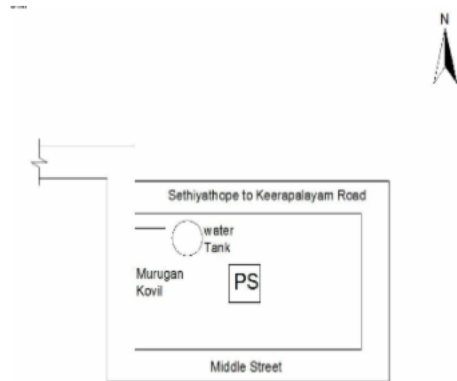 N
Sethiyathope to Keerapalayam Road
water
Tank
Murugan
Kovil
PS
Middle Street